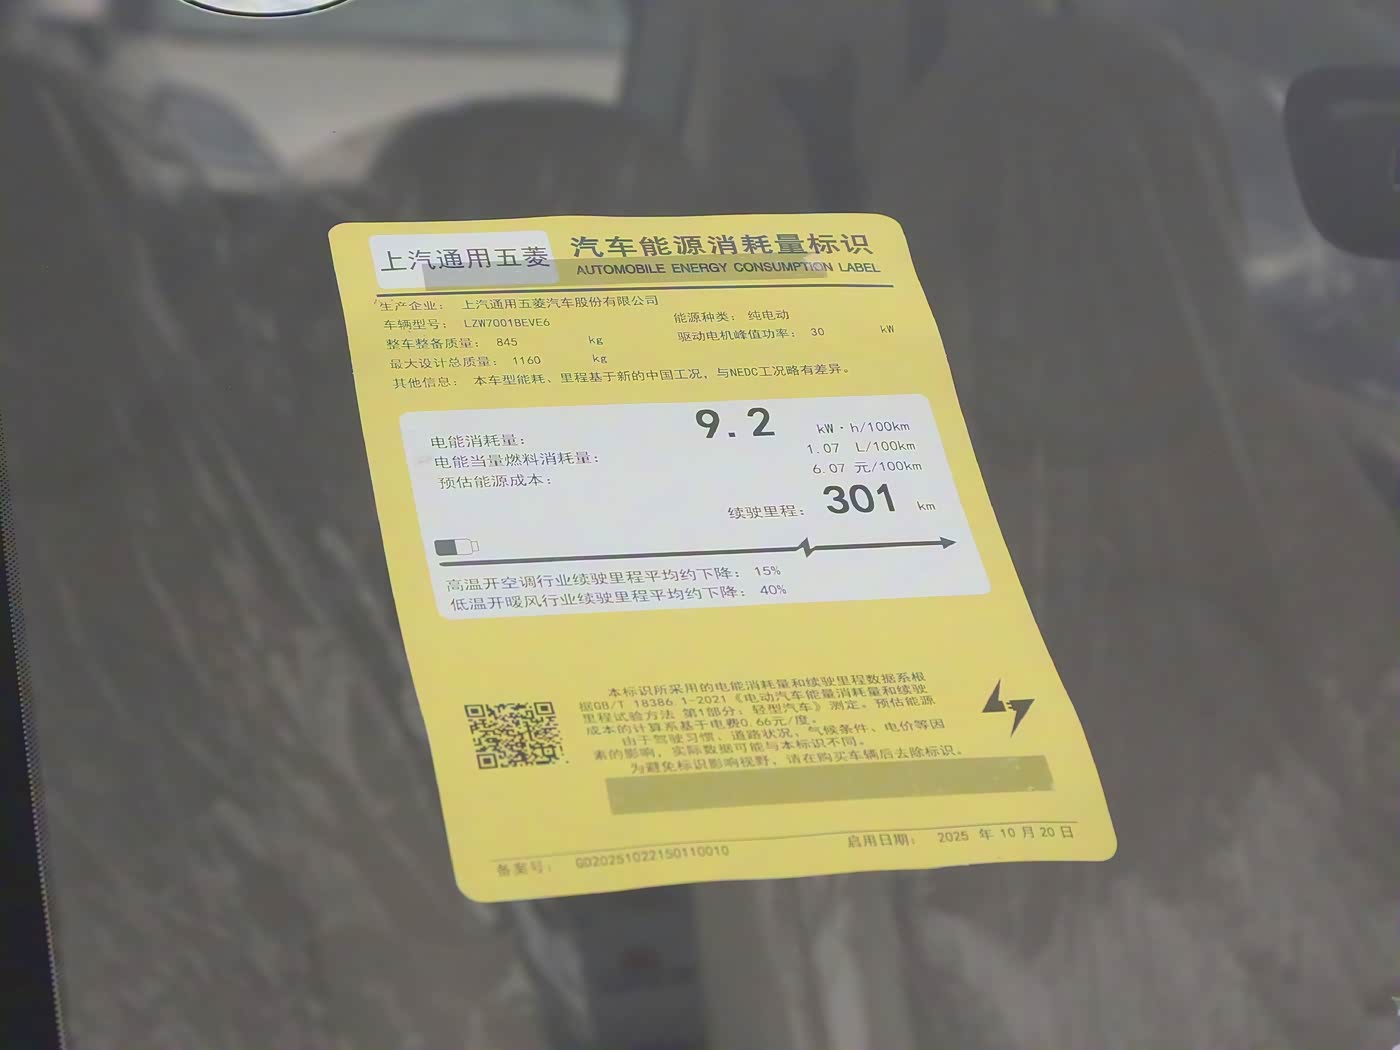 上汽通用五菱
汽车能源消耗量标识
AUTOMOBILE ENERGY CONSUMPTION LABEL
生产企业： 上汽通用五菱汽车股份有限公司
车辆型号： LZW7001BEVE6 能源种类： 纯电动
整车整备质量： 845 kg 驱动电机峰值功率： 30 kW
最大设计总质量： 1160 kg
其他信息： 本车型能耗、里程基于新的中国工况，与NEDC工况略有差异。
电能消耗量： 9.2 kW·h/100km
电能当量燃料消耗量： 1.07 L/100km
预估能源成本： 6.07 元/100km
续驶里程： 301 km
高温开空调行业续驶里程平均约下降： 15%
低温开暖风行业续驶里程平均约下降： 40%
本标识所采用的电能消耗量和续驶里程数据系根
据GB/T 18386.1-2021《电动汽车能量消耗量和续驶
里程试验方法 第1部分：轻型汽车》测定。预估能源
成本的计算系基于电费0.66元/度。
由于驾驶习惯、道路状况、气候条件、电价等因
素的影响，实际数据可能与本标识不同。
为避免标识影响视野，请在购买车辆后去除标识。
备案号： GD20251022150110010 启用日期： 2025 年 10 月 20 日